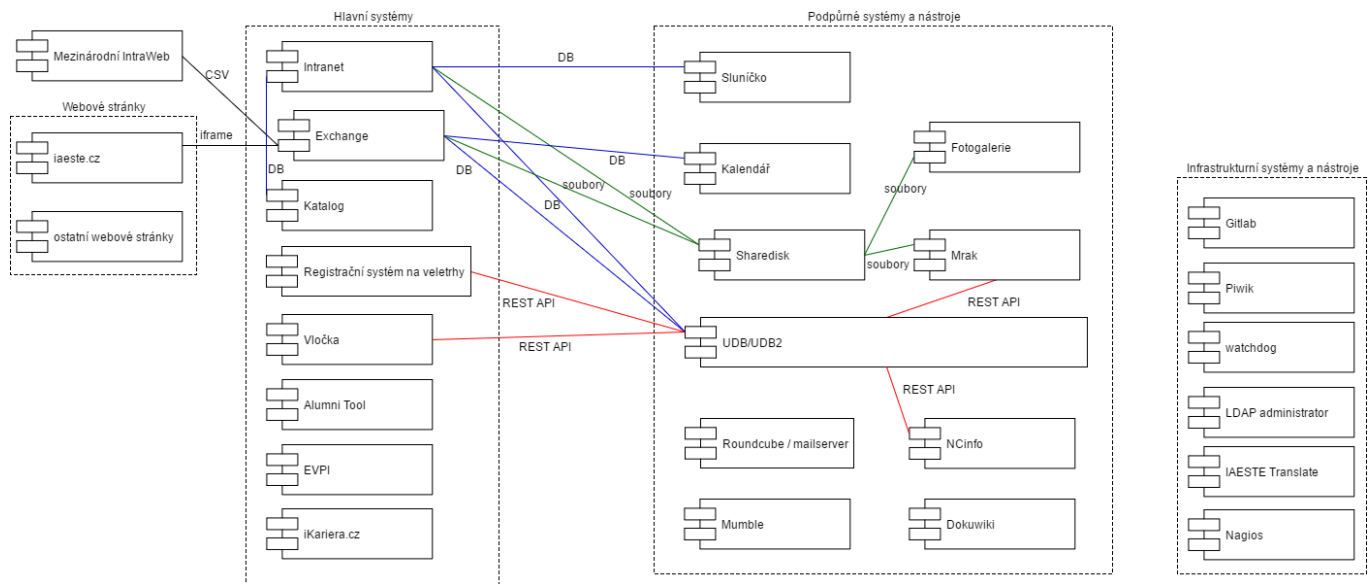 Hlavní systémy
Podpůrné systémy a nástroje
Mezinárodní IntraWeb
CSV
Webové stránky
iaeste.cz
iframe
ostatní webové stránky
Intranet
Exchange
DB
Katalog
Registrační systém na veletrhy
Vločka
Alumni Tool
EVPI
iKariera.cz
DB
DB
DB
DB
soubory
soubory
REST API
REST API
Sluníčko
Kalendář
Sharedisk
soubory
soubory
Fotogalerie
Mrak
REST API
UDB/UDB2
REST API
Roundcube / mailserver
NCinfo
Mumble
Dokuwiki
Infrastrukturní systémy a nástroje
Gitlab
Piwik
watchdog
LDAP administrator
IAESTE Translate
Nagios